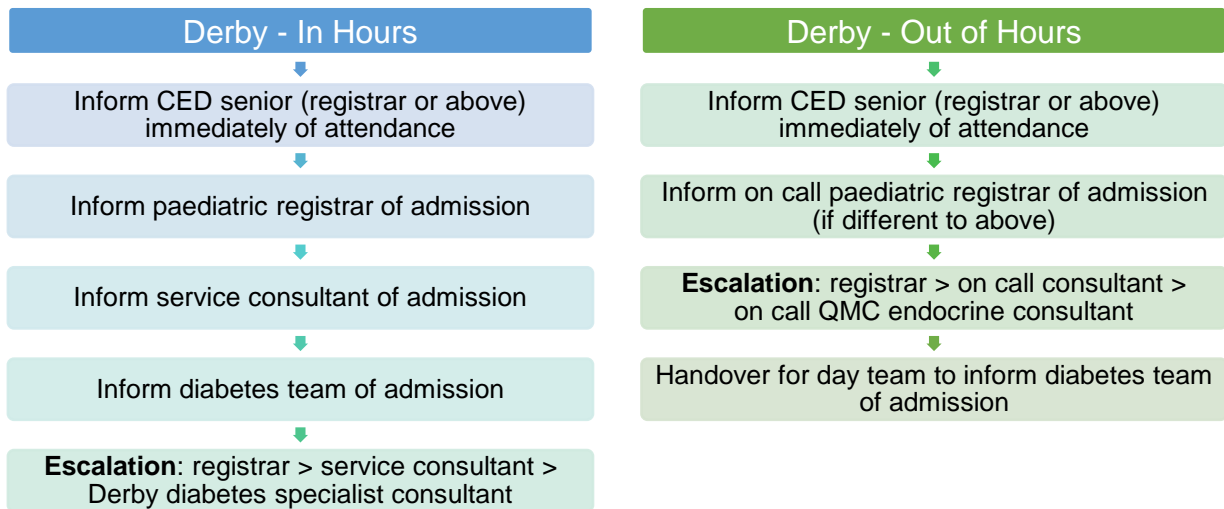 Derby - In Hours
Inform CED senior (registrar or above)
immediately of attendance
Inform paediatric registrar of admission
Inform service consultant of admission
Inform diabetes team of admission
Escalation: registrar > service consultant >
Derby diabetes specialist consultant
Derby - Out of Hours
Inform CED senior (registrar or above)
immediately of attendance
Inform on call paediatric registrar of admission
(if different to above)
Escalation: registrar > on call consultant >
on call QMC endocrine consultant
Handover for day team to inform diabetes team
of admission